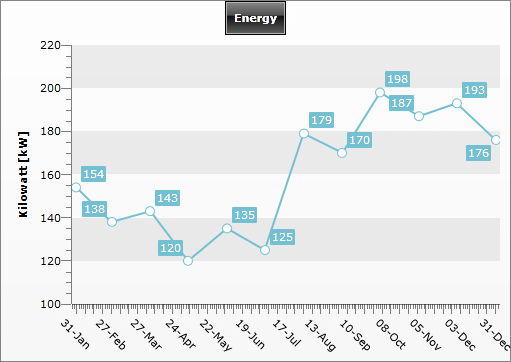 Energy
220
200
180
160
140
120
100
Kilowatt [kW]
154
138
143
120
135
125
179
170
198
187
193
176
31-Jan
27-Feb
27-Mar
24-Apr
22-May
19-Jun
17-Jul
13-Aug
10-Sep
08-Oct
05-Nov
03-Dec
31-Dec